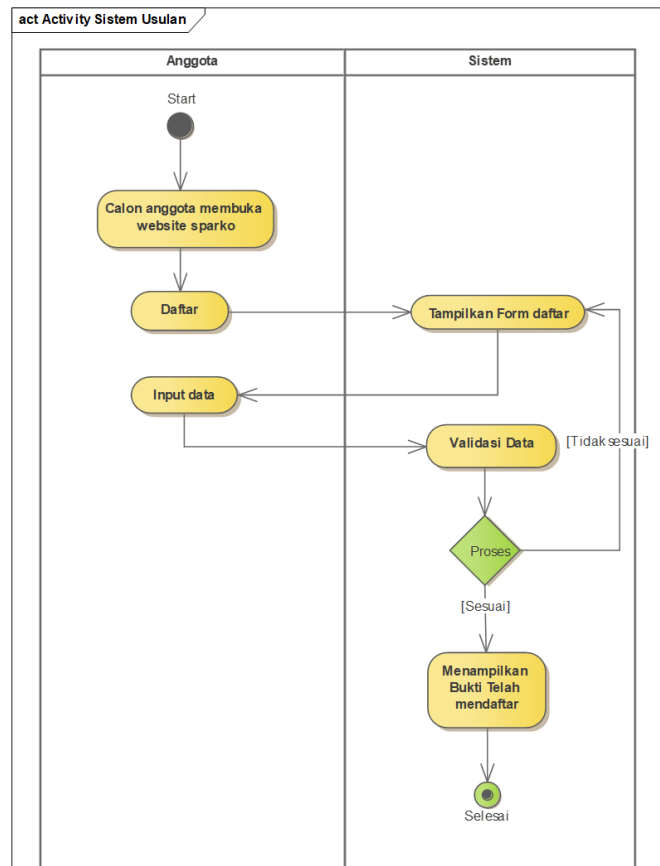 act Activity Sistem Usulan
Anggota
Sistem
Start
Calon anggota membuka
website sparko
Daftar
Tampilkan Form daftar
Input data
Validasi Data
[Tidak sesuai]
Proses
[Sesuai]
Menampilkan
Bukti Telah
mendaftar
Selesai